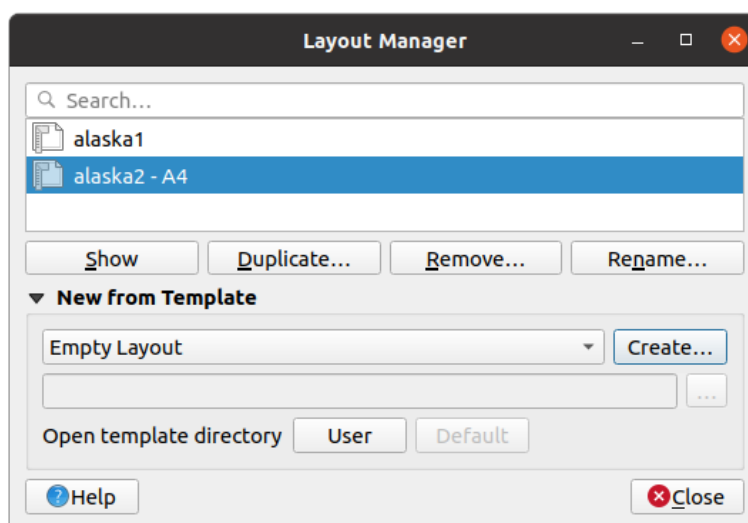 Layout Manager
Search...
alaska1
alaska2 - A4
Show Duplicate... Remove... Rename...
New from Template
Empty Layout Create...
...
Open template directory User Default
Help Close